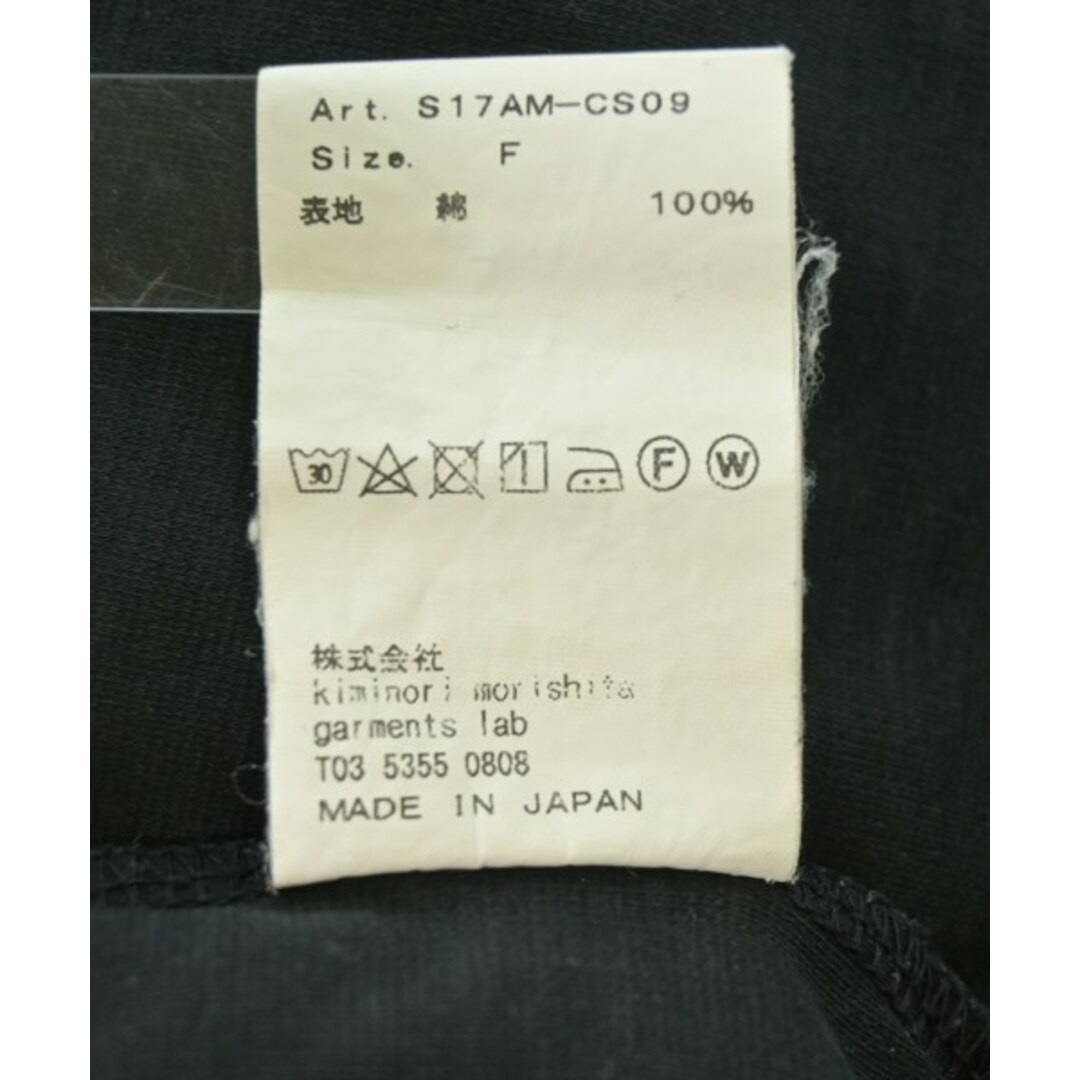 Art. S17AM-CS09
Size. F
表地 綿 100%
30 F W
株式会社
kiminori morishita
garments lab
T03 5355 0808
MADE IN JAPAN